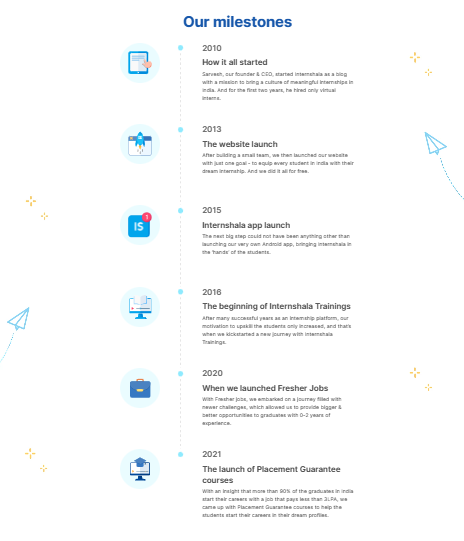 Our milestones
2010
How it all started
Sarvesh, our founder & CEO, started Internshala as a blog
with a mission to bring a culture of meaningful internships in
India. And for the first two years, he hired only virtual
interns.
2013
The website launch
After building a small team, we then launched our website
with just one goal - to equip every student in India with their
dream internship. And we did it all for free.
IS
1
2015
Internshala app launch
The next big step could not have been anything other than
launching our very own Android app, bringing Internshala in
the 'hands' of the students.
2016
The beginning of Internshala Trainings
After many successful years as an internship platform, our
motivation to upskill the students only increased, and that's
when we kickstarted a new journey with Internshala
Trainings.
2020
When we launched Fresher Jobs
With Fresher jobs, we embarked on a journey filled with
newer challenges, which allowed us to provide bigger &
better opportunities to graduates with 0-2 years of
experience.
2021
The launch of Placement Guarantee
courses
With an insight that more than 90% of the graduates in India
start their careers with a job that pays less than 3LPA, we
came up with Placement Guarantee courses to help the
students start their careers in their dream profiles.